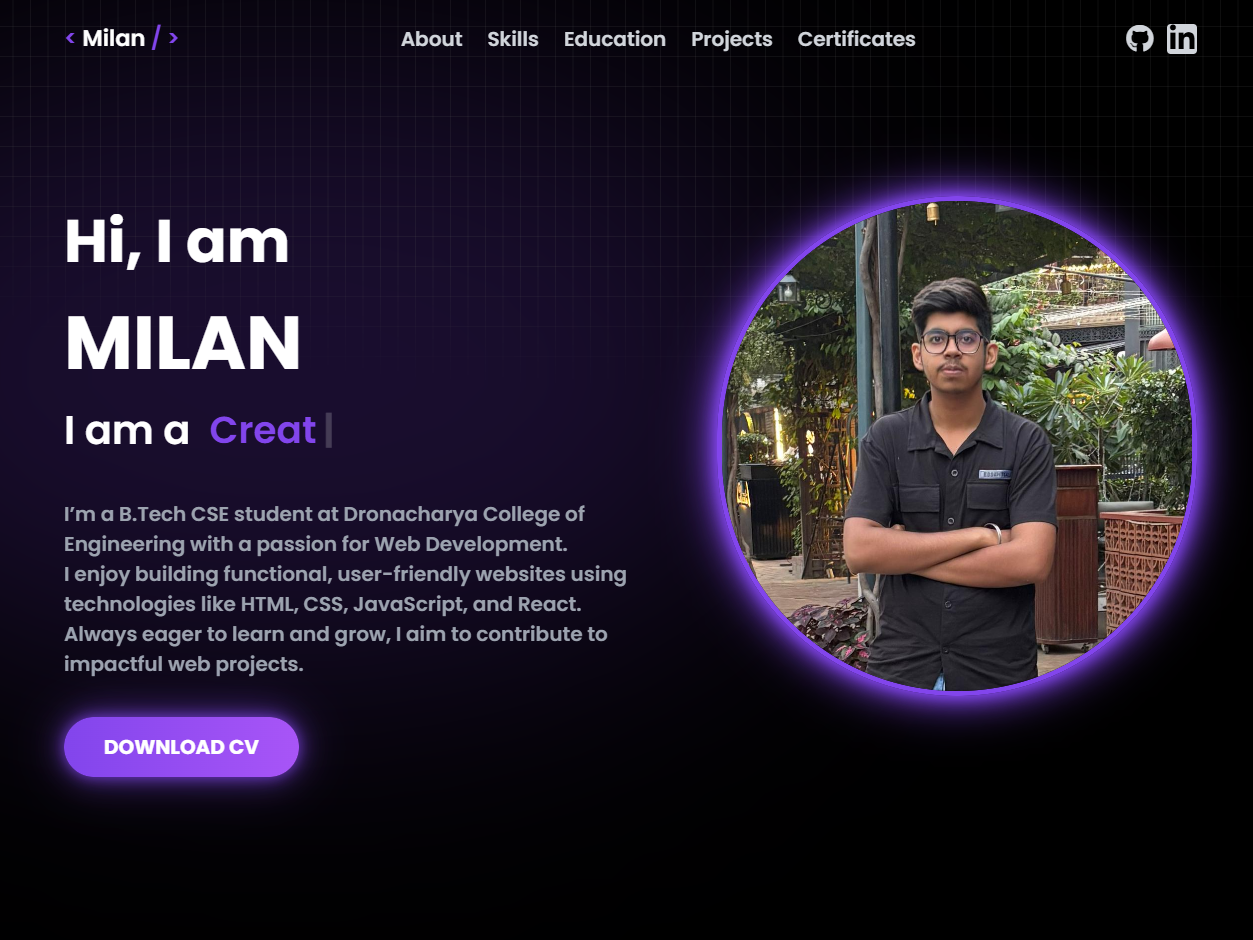 < Milan / >
About Skills Education Projects Certificates
Hi, I am
MILAN
I am a Creat
I’m a B.Tech CSE student at Dronacharya College of
Engineering with a passion for Web Development.
I enjoy building functional, user-friendly websites using
technologies like HTML, CSS, JavaScript, and React.
Always eager to learn and grow, I aim to contribute to
impactful web projects.
DOWNLOAD CV